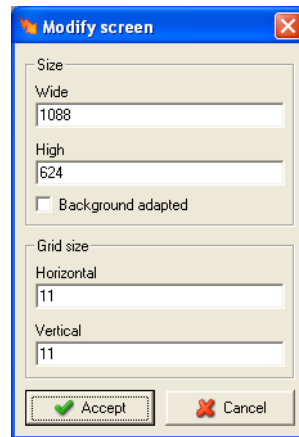 Modify screen
Size
Wide
1088
High
624
Background adapted
Grid size
Horizontal
11
Vertical
11
Accept
Cancel